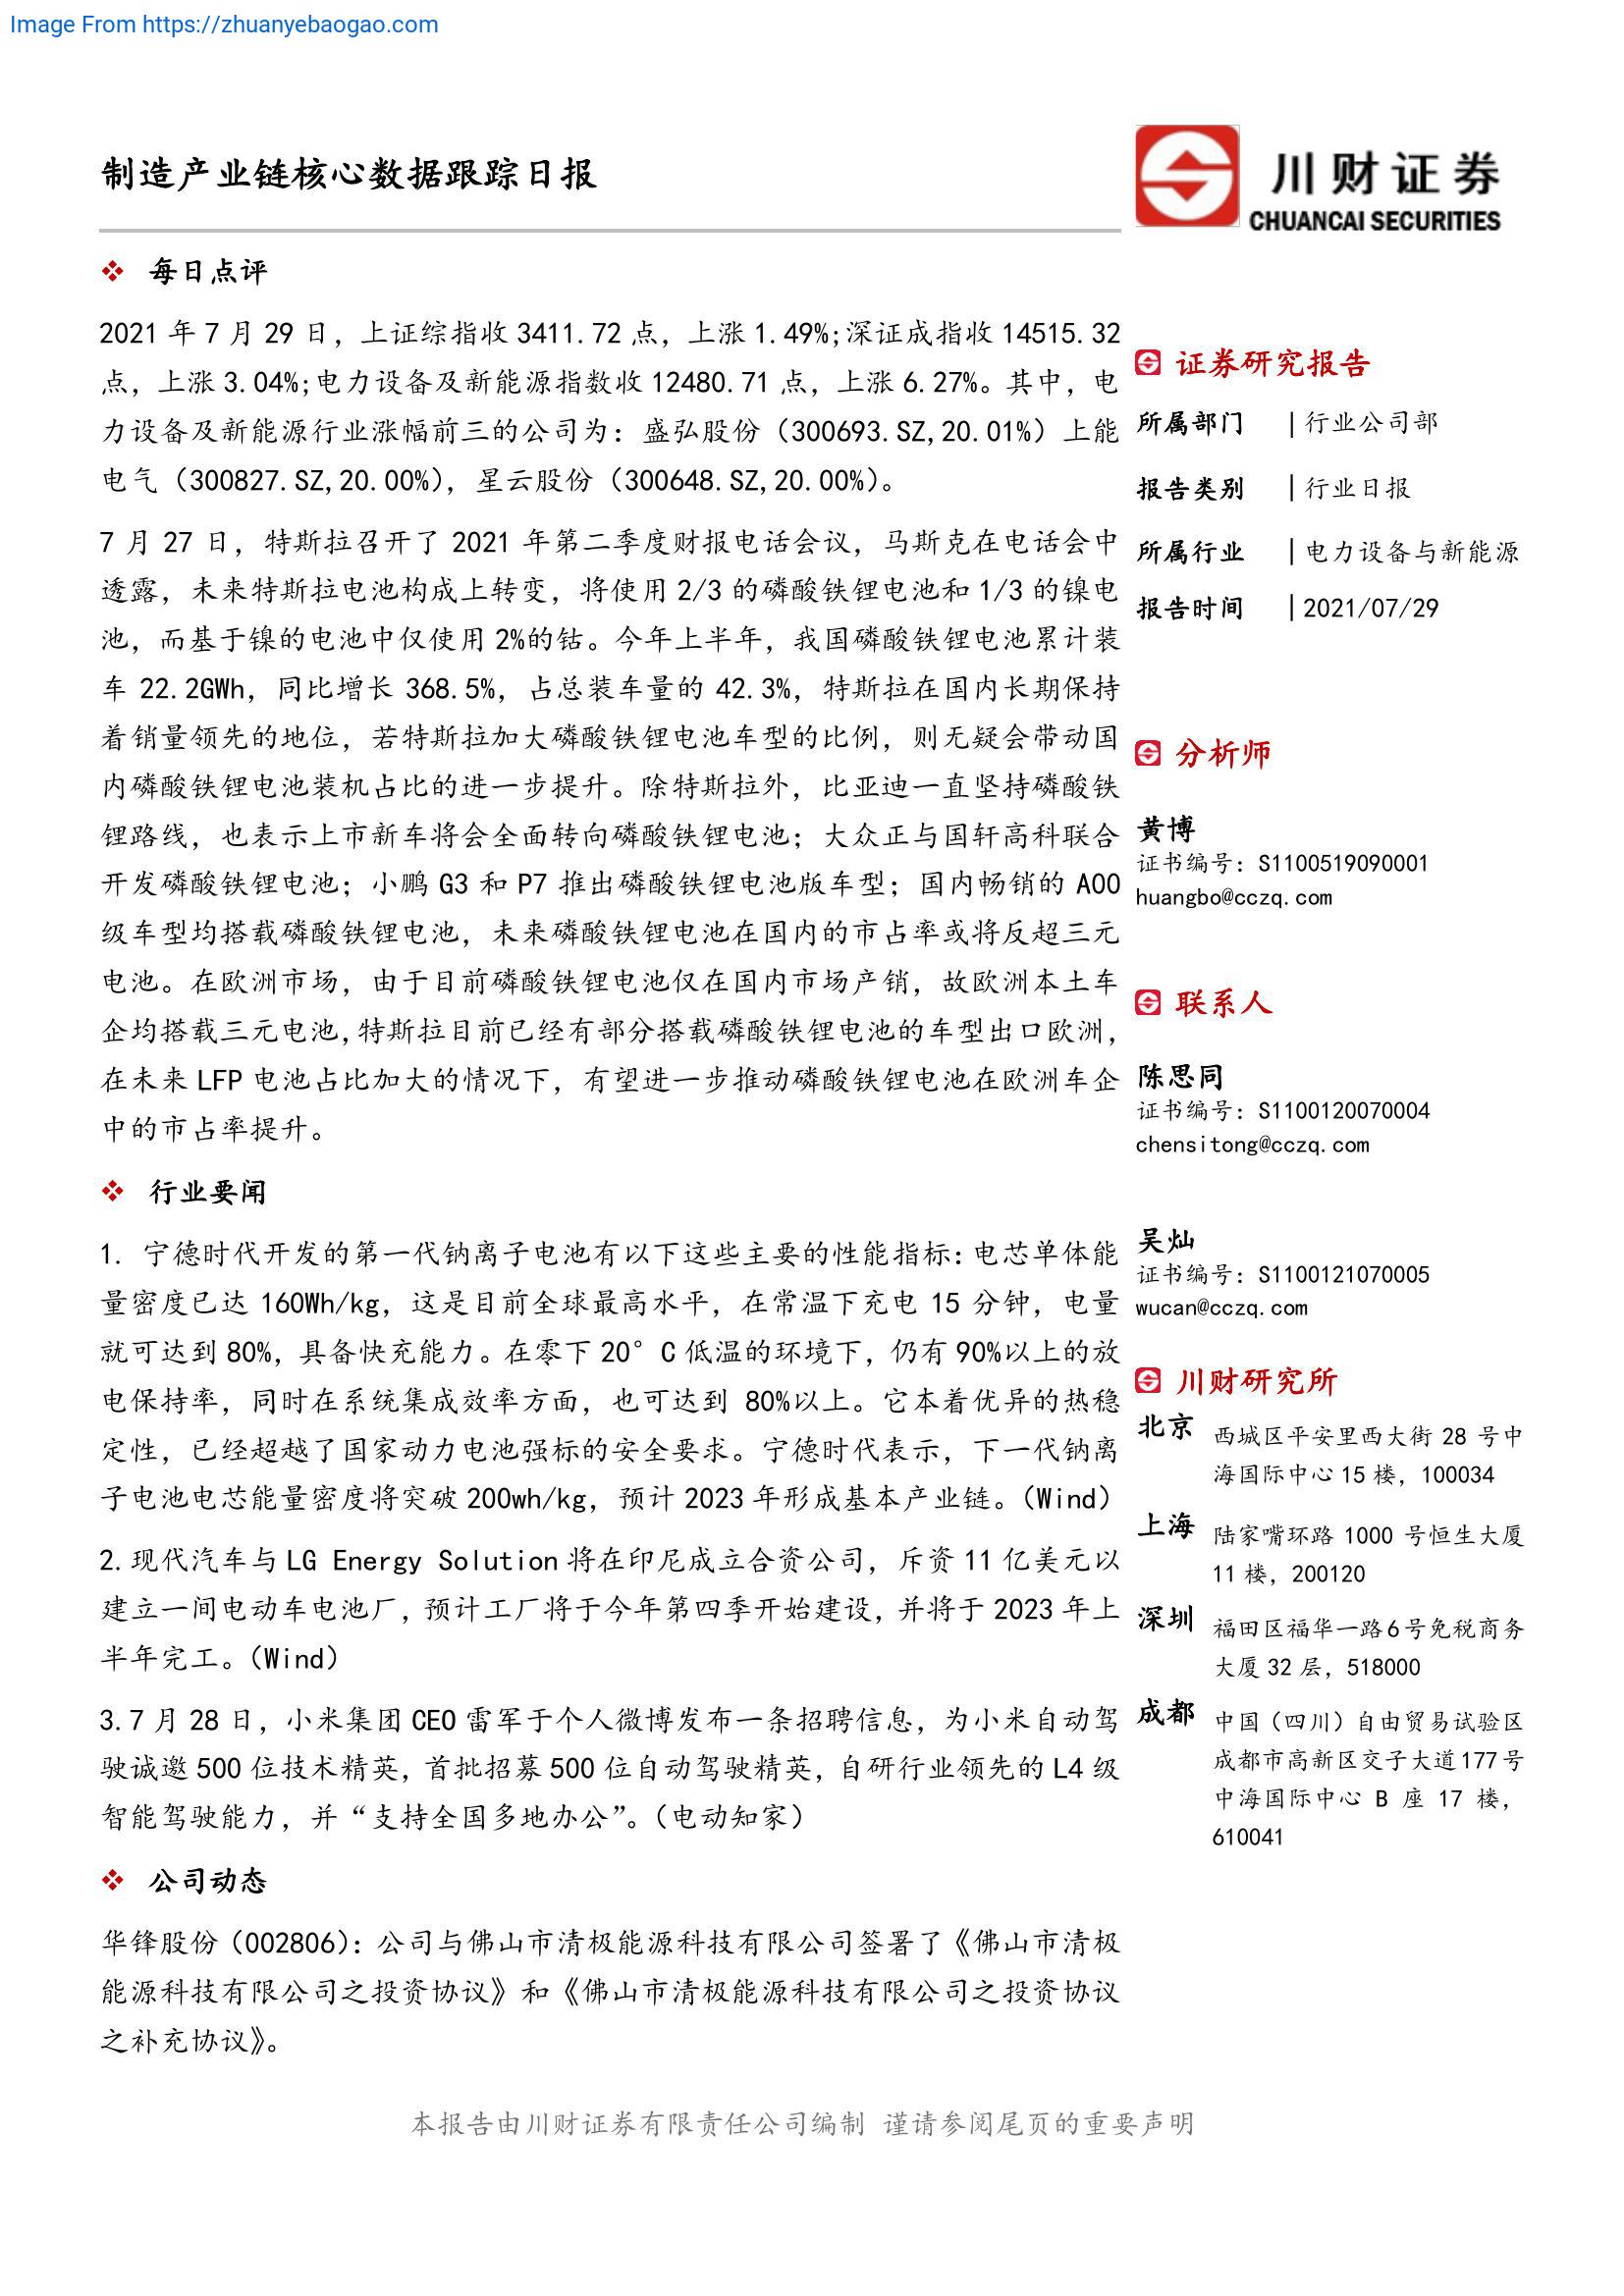 Image From https://zhuanyebaogao.com
制造产业链核心数据跟踪日报
川财证券
CHUANCAI SECURITIES
❖ 每日点评
2021 年 7 月 29 日，上证综指收 3411.72 点，上涨 1.49%;深证成指收 14515.32
点，上涨 3.04%;电力设备及新能源指数收 12480.71 点，上涨 6.27%。其中，电
力设备及新能源行业涨幅前三的公司为：盛弘股份（300693.SZ,20.01%）上能
电气（300827.SZ,20.00%），星云股份（300648.SZ,20.00%）。
7 月 27 日，特斯拉召开了 2021 年第二季度财报电话会议，马斯克在电话会中
透露，未来特斯拉电池构成上转变，将使用 2/3 的磷酸铁锂电池和 1/3 的镍电
池，而基于镍的电池中仅使用 2%的钴。今年上半年，我国磷酸铁锂电池累计装
车 22.2GWh，同比增长 368.5%，占总装车量的 42.3%，特斯拉在国内长期保持
着销量领先的地位，若特斯拉加大磷酸铁锂电池车型的比例，则无疑会带动国
内磷酸铁锂电池装机占比的进一步提升。除特斯拉外，比亚迪一直坚持磷酸铁
锂路线，也表示上市新车将会全面转向磷酸铁锂电池；大众正与国轩高科联合
开发磷酸铁锂电池；小鹏 G3 和 P7 推出磷酸铁锂电池版车型；国内畅销的 A00
级车型均搭载磷酸铁锂电池，未来磷酸铁锂电池在国内的市占率或将反超三元
电池。在欧洲市场，由于目前磷酸铁锂电池仅在国内市场产销，故欧洲本土车
企均搭载三元电池,特斯拉目前已经有部分搭载磷酸铁锂电池的车型出口欧洲，
在未来 LFP 电池占比加大的情况下，有望进一步推动磷酸铁锂电池在欧洲车企
中的市占率提升。
❖ 行业要闻
1. 宁德时代开发的第一代钠离子电池有以下这些主要的性能指标：电芯单体能
量密度已达 160Wh/kg，这是目前全球最高水平，在常温下充电 15 分钟，电量
就可达到 80%，具备快充能力。在零下 20°C 低温的环境下，仍有 90%以上的放
电保持率，同时在系统集成效率方面，也可达到 80%以上。它本着优异的热稳
定性，已经超越了国家动力电池强标的安全要求。宁德时代表示，下一代钠离
子电池电芯能量密度将突破 200wh/kg，预计 2023 年形成基本产业链。（Wind）
2.现代汽车与 LG Energy Solution 将在印尼成立合资公司，斥资 11 亿美元以
建立一间电动车电池厂，预计工厂将于今年第四季开始建设，并将于 2023 年上
半年完工。（Wind）
3.7 月 28 日，小米集团 CEO 雷军于个人微博发布一条招聘信息，为小米自动驾
驶诚邀 500 位技术精英，首批招募 500 位自动驾驶精英，自研行业领先的 L4 级
智能驾驶能力，并“支持全国多地办公”。（电动知家）
❖ 公司动态
华锋股份（002806）：公司与佛山市清极能源科技有限公司签署了《佛山市清极
能源科技有限公司之投资协议》和《佛山市清极能源科技有限公司之投资协议
之补充协议》。
证券研究报告
所属部门 | 行业公司部
报告类别 | 行业日报
所属行业 | 电力设备与新能源
报告时间 | 2021/07/29
分析师
黄博
证书编号：S1100519090001
huangbo@cczq.com
联系人
陈思同
证书编号：S1100120070004
chensitong@cczq.com
吴灿
证书编号：S1100121070005
wucan@cczq.com
川财研究所
北京 西城区平安里西大街 28 号中
海国际中心 15 楼，100034
上海 陆家嘴环路 1000 号恒生大厦
11 楼，200120
深圳 福田区福华一路 6 号免税商务
大厦 32 层，518000
成都 中国（四川）自由贸易试验区
成都市高新区交子大道 177 号
中海国际中心 B 座 17 楼，
610041
本报告由川财证券有限责任公司编制 谨请参阅尾页的重要声明